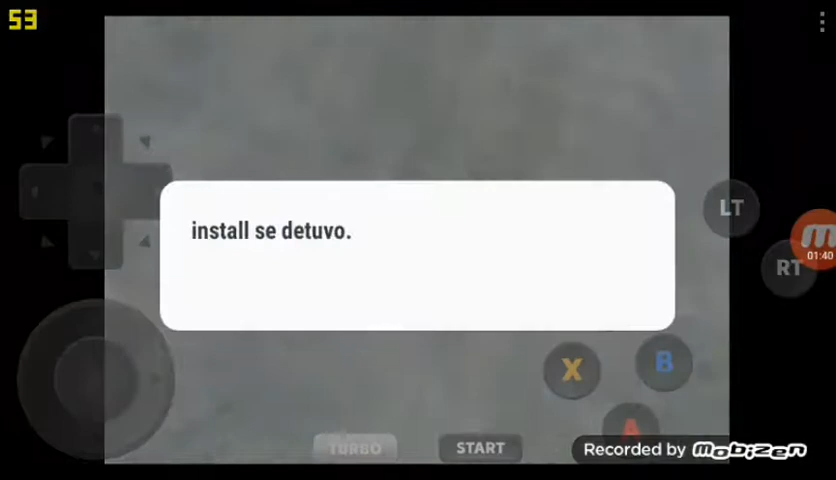 53
install se detuvo.
LT
RT
01:40
X
B
A
TURBO
START
Recorded by Mobizen